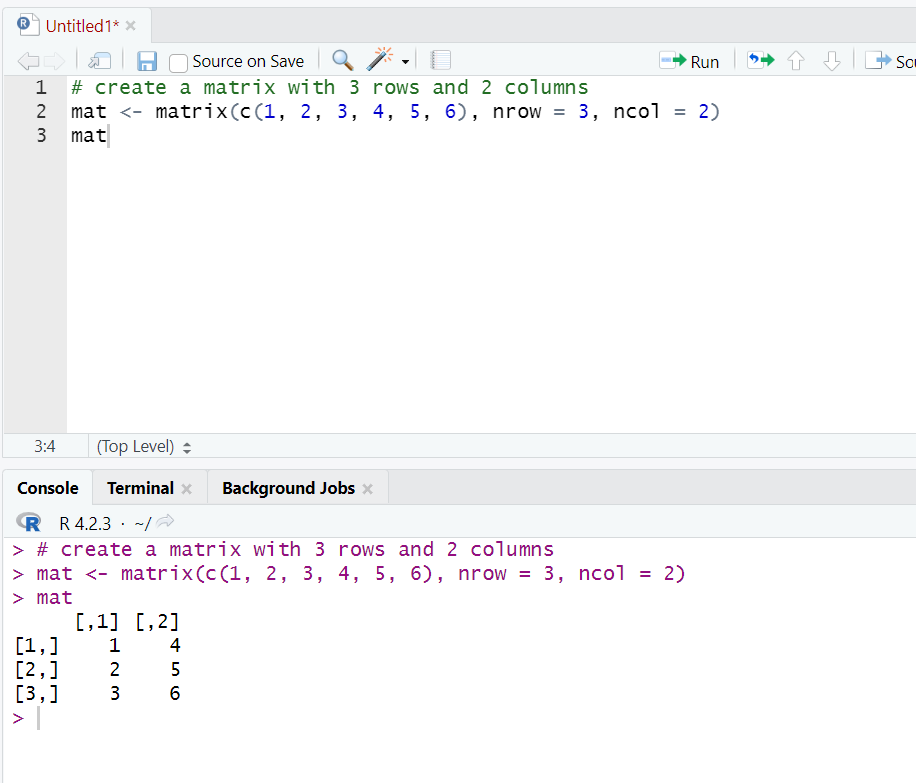 Untitled1*
Source on Save Run Sou
1 # create a matrix with 3 rows and 2 columns
2 mat <- matrix(c(1, 2, 3, 4, 5, 6), nrow = 3, ncol = 2)
3 mat
3:4 (Top Level)
Console Terminal Background Jobs
R R 4.2.3 · ~/
> # create a matrix with 3 rows and 2 columns
> mat <- matrix(c(1, 2, 3, 4, 5, 6), nrow = 3, ncol = 2)
> mat
     [,1] [,2]
[1,]    1    4
[2,]    2    5
[3,]    3    6
>